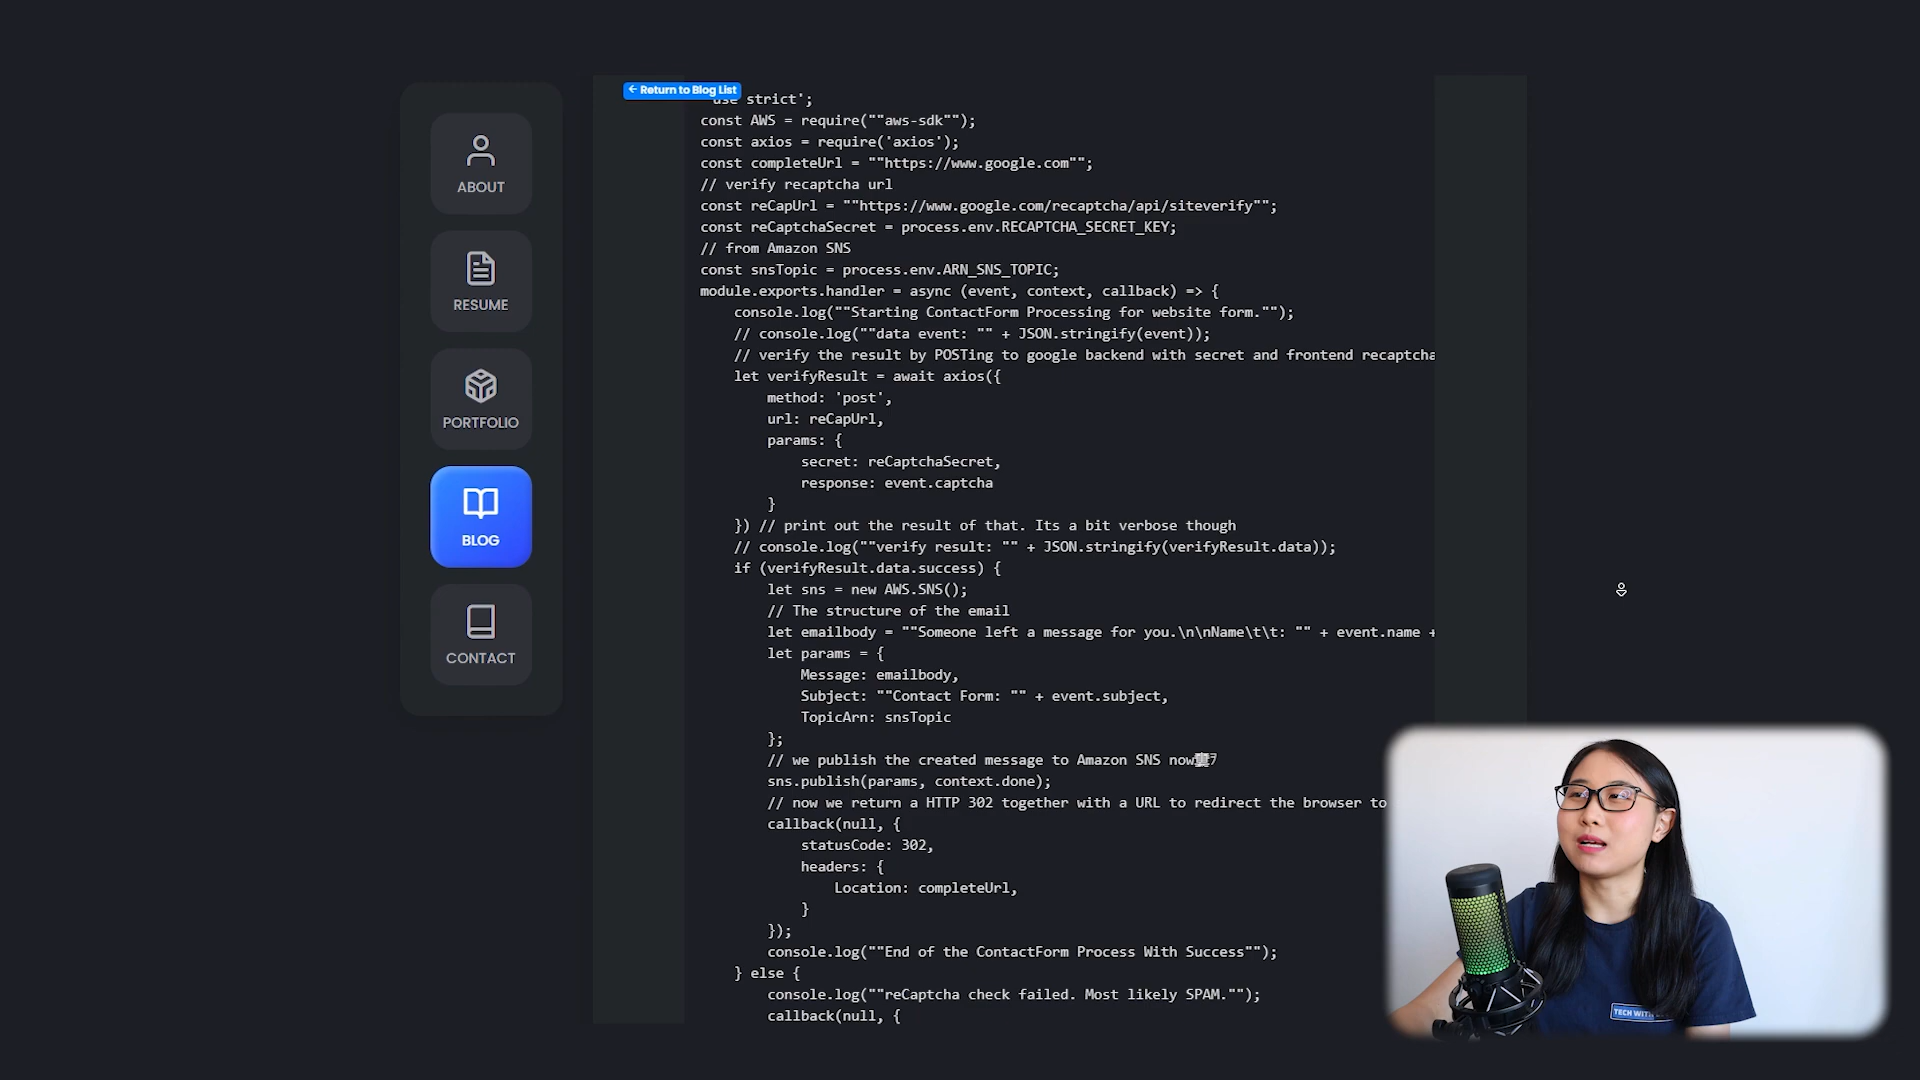 ABOUT
RESUME
PORTFOLIO
BLOG
CONTACT
← Return to Blog List
use strict';
const AWS = require(""aws-sdk"");
const axios = require('axios');
const completeUrl = ""https://www.google.com"";
// verify recaptcha url
const reCapUrl = ""https://www.google.com/recaptcha/api/siteverify"";
const reCaptchaSecret = process.env.RECAPTCHA_SECRET_KEY;
// from Amazon SNS
const snsTopic = process.env.ARN_SNS_TOPIC;
module.exports.handler = async (event, context, callback) => {
    console.log(""Starting ContactForm Processing for website form."");
    // console.log(""data event: "" + JSON.stringify(event));
    // verify the result by POSTing to google backend with secret and frontend recaptcha
    let verifyResult = await axios({
        method: 'post',
        url: reCapUrl,
        params: {
            secret: reCaptchaSecret,
            response: event.captcha
        }
    }) // print out the result of that. Its a bit verbose though
    // console.log(""verify result: "" + JSON.stringify(verifyResult.data));
    if (verifyResult.data.success) {
        let sns = new AWS.SNS();
        // The structure of the email
        let emailbody = ""Someone left a message for you.\n\nName\t\t: "" + event.name +
        let params = {
            Message: emailbody,
            Subject: ""Contact Form: "" + event.subject,
            TopicArn: snsTopic
        };
        // we publish the created message to Amazon SNS now
        sns.publish(params, context.done);
        // now we return a HTTP 302 together with a URL to redirect the browser to
        callback(null, {
            statusCode: 302,
            headers: {
                Location: completeUrl,
            }
        });
        console.log(""End of the ContactForm Process With Success"");
    } else {
        console.log(""reCaptcha check failed. Most likely SPAM."");
        callback(null, {
TECH WITH